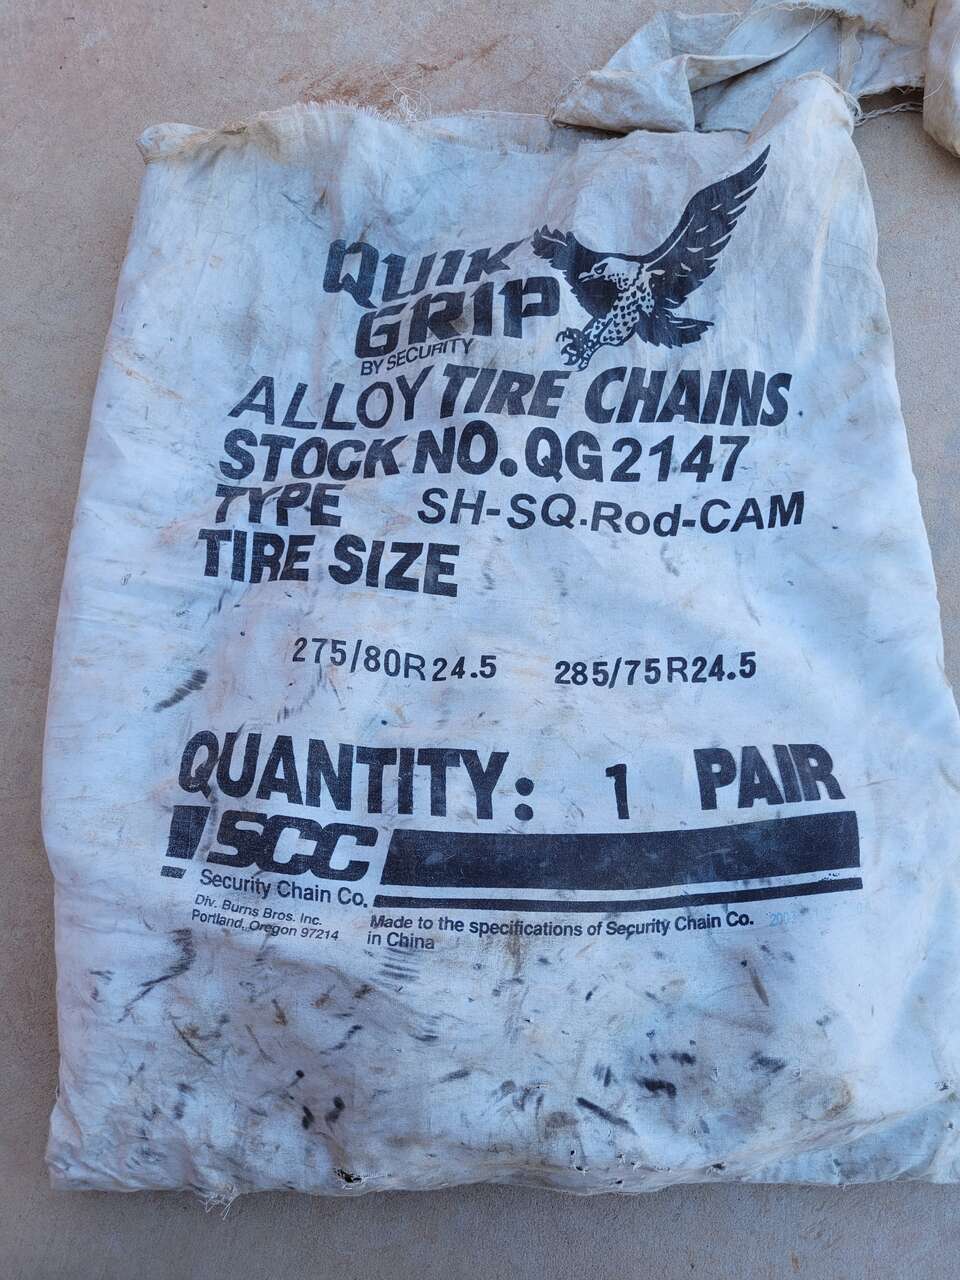 QUIK
GRIP
BY SECURITY
ALLOY TIRE CHAINS
STOCK NO. QG2147
TYPE SH-SQ.Rod-CAM
TIRE SIZE
275/80R24.5 285/75R24.5
QUANTITY: 1 PAIR
SCC
Security Chain Co.
Div. Burns Bros. Inc.
Portland, Oregon 97214
Made to the specifications of Security Chain Co.
in China